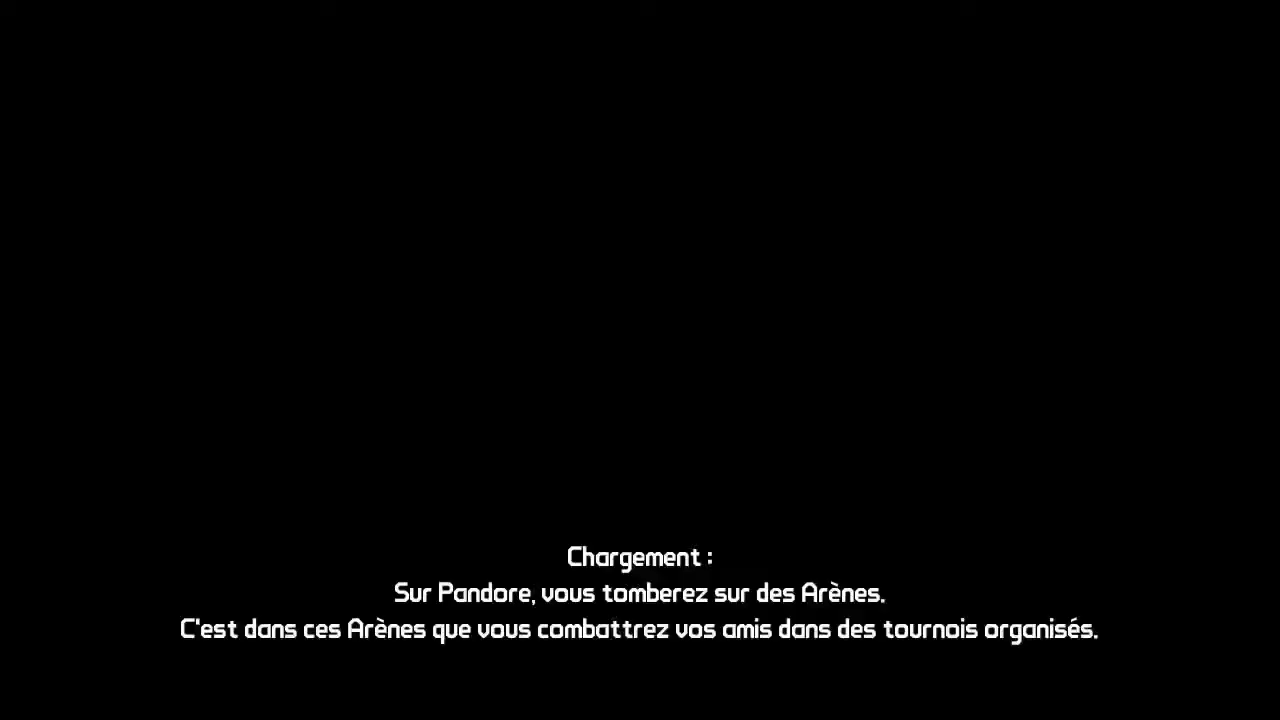 Chargement :
Sur Pandore, vous tomberez sur des Arènes.
C'est dans ces Arènes que vous combattrez vos amis dans des tournois organisés.